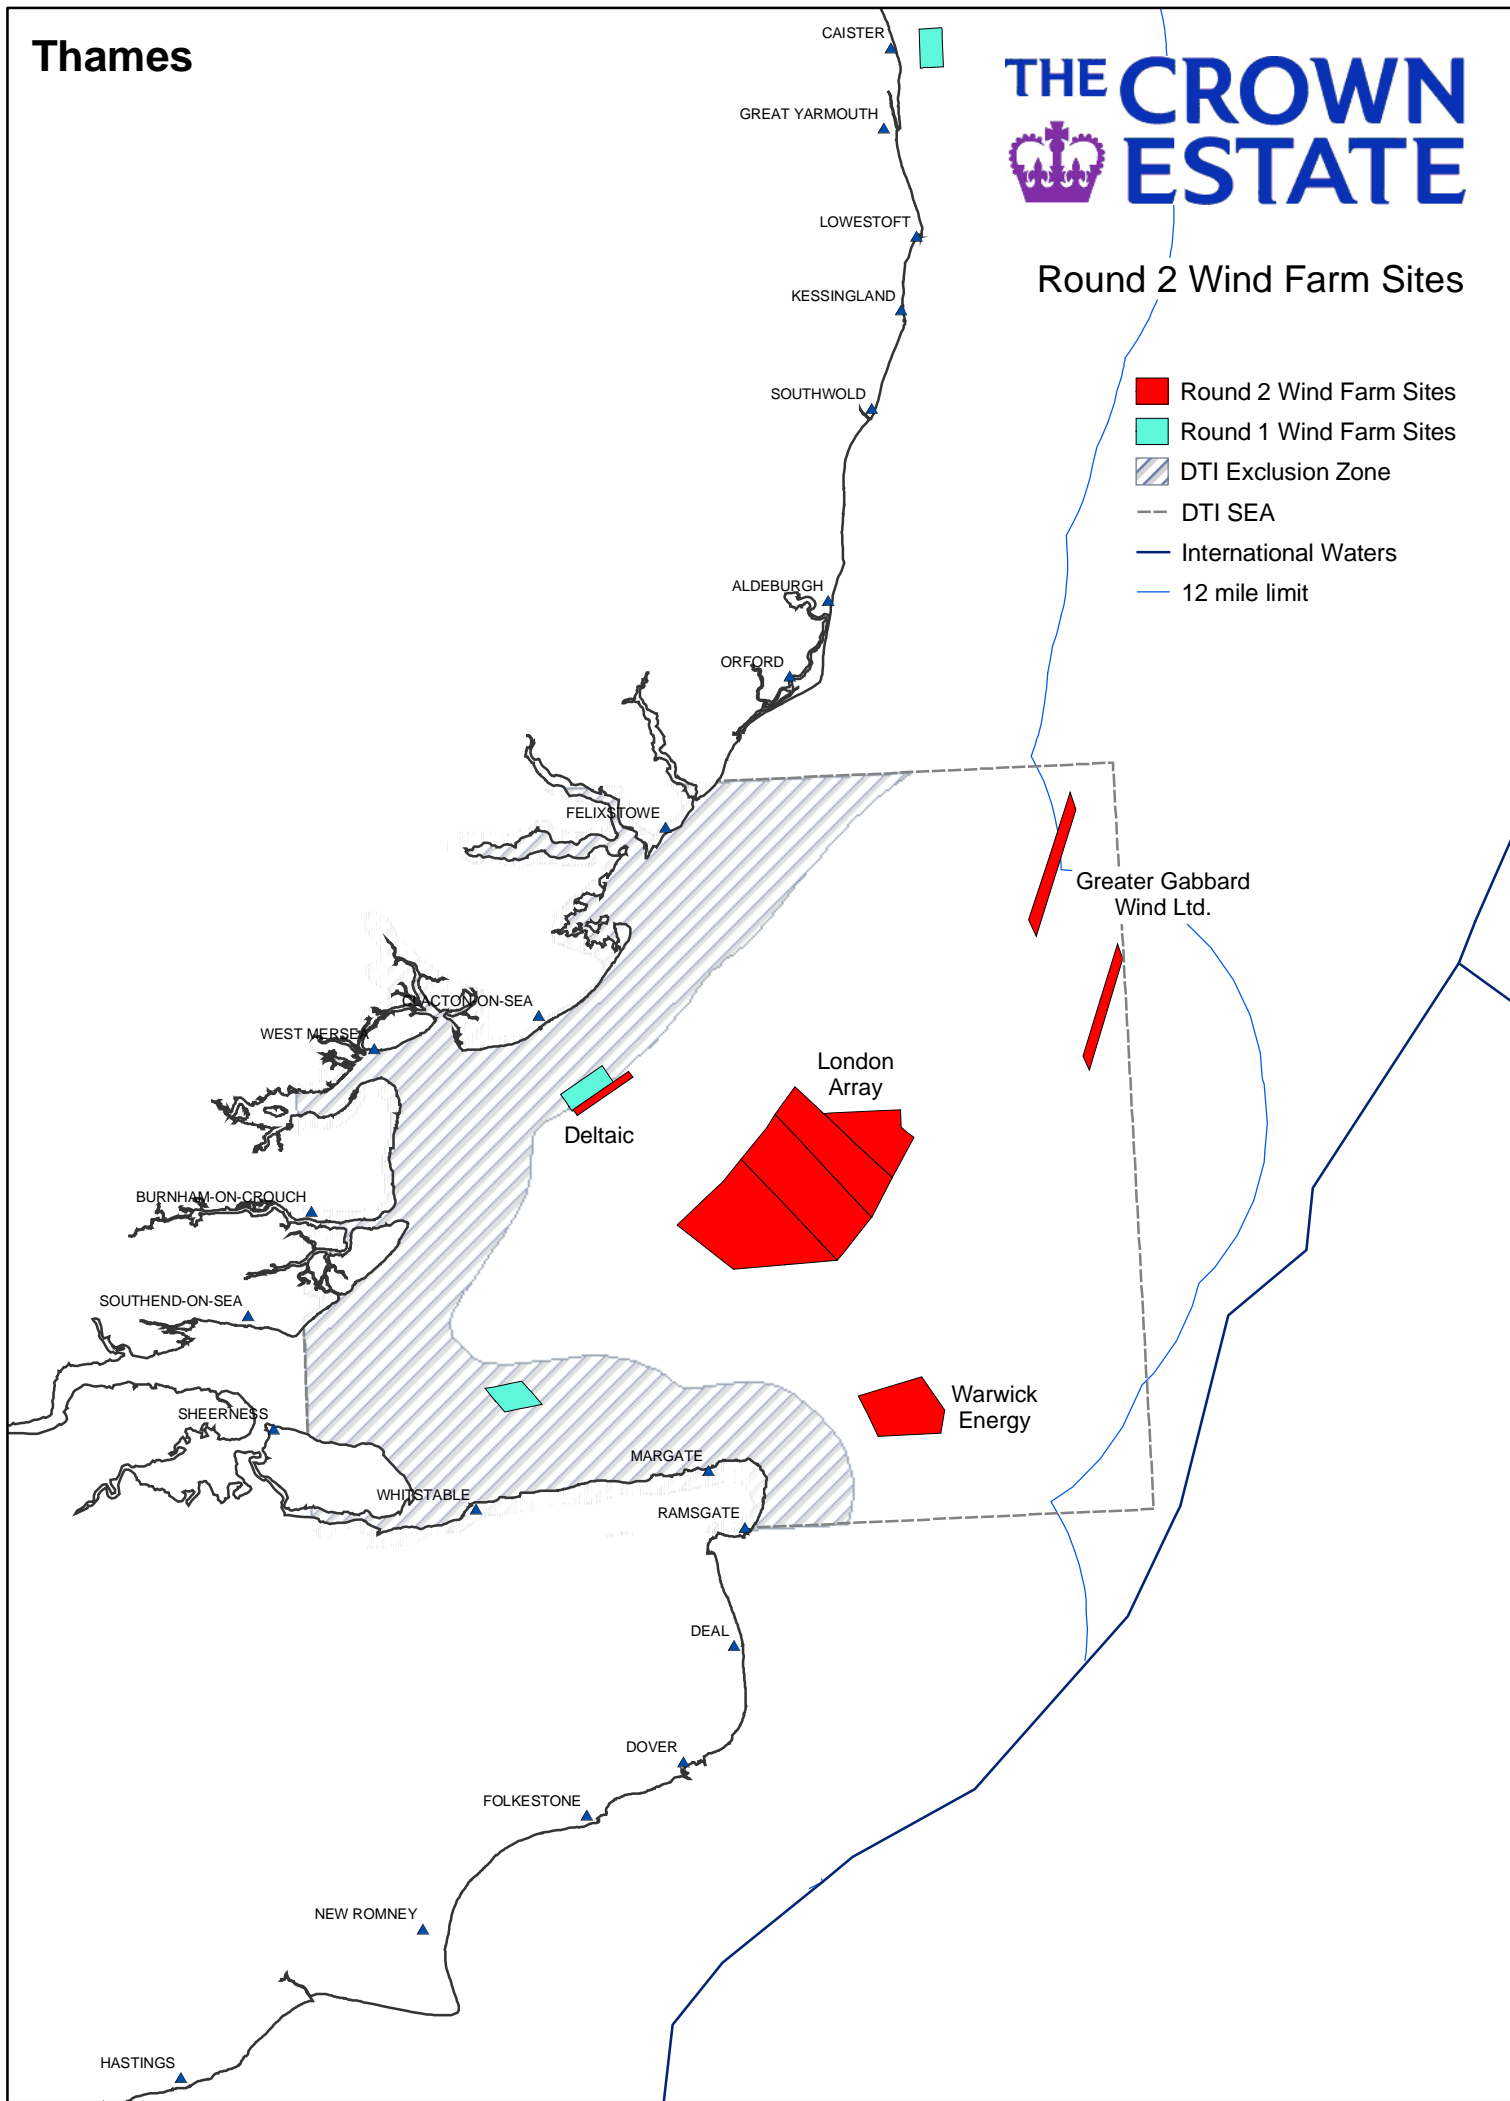 Thames
THE CROWN
ESTATE
Round 2 Wind Farm Sites
Round 2 Wind Farm Sites
Round 1 Wind Farm Sites
DTI Exclusion Zone
DTI SEA
International Waters
12 mile limit
CAISTER
GREAT YARMOUTH
LOWESTOFT
KESSINGLAND
SOUTHWOLD
ALDEBURGH
ORFORD
FELIXSTOWE
Greater Gabbard
Wind Ltd.
CLACTON-ON-SEA
WEST MERSEA
London
Array
Deltaic
BURNHAM-ON-CROUCH
SOUTHEND-ON-SEA
SHEERNESS
Warwick
Energy
MARGATE
WHITSTABLE
RAMSGATE
DEAL
DOVER
FOLKESTONE
NEW ROMNEY
HASTINGS